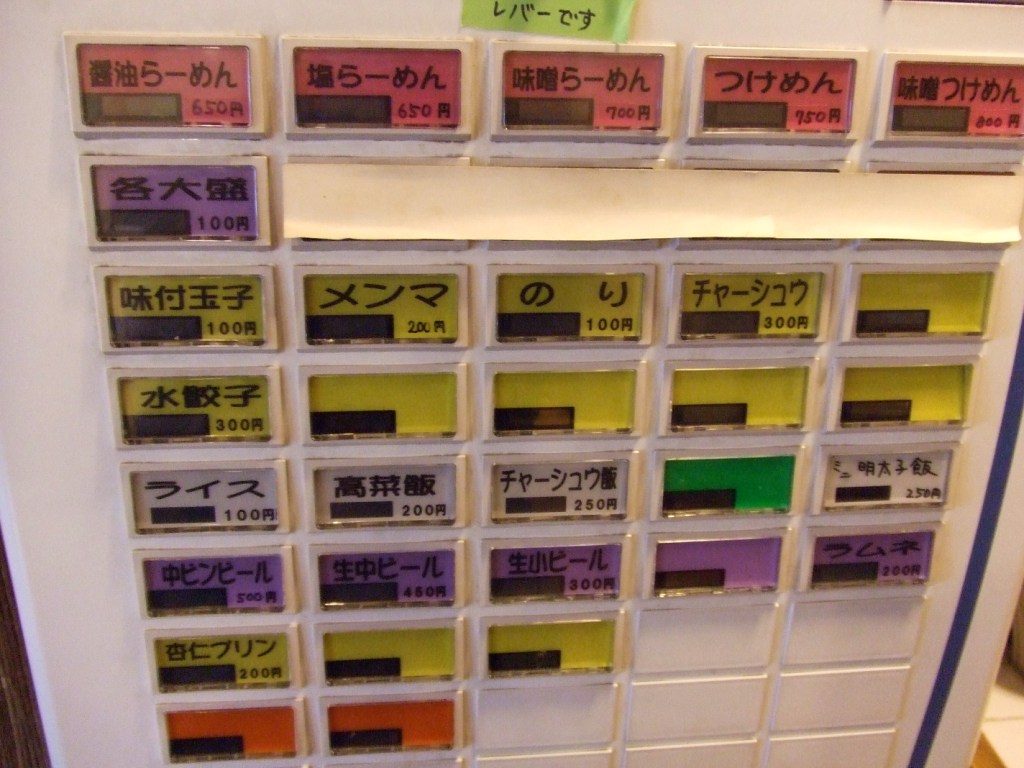 レバーです
醤油らーめん 650円
塩らーめん 650円
味噌らーめん 700円
つけめん 750円
味噌つけめん 800円
各大盛 100円
味付玉子 100円
メンマ 200円
のり 100円
チャーシュウ 300円
水餃子 300円
ライス 100円
高菜飯 200円
チャーシュウ飯 250円
ミニ 明太子飯 250円
中ビンビール 500円
生中ビール 450円
生小ビール 300円
ラムネ 200円
杏仁プリン 200円